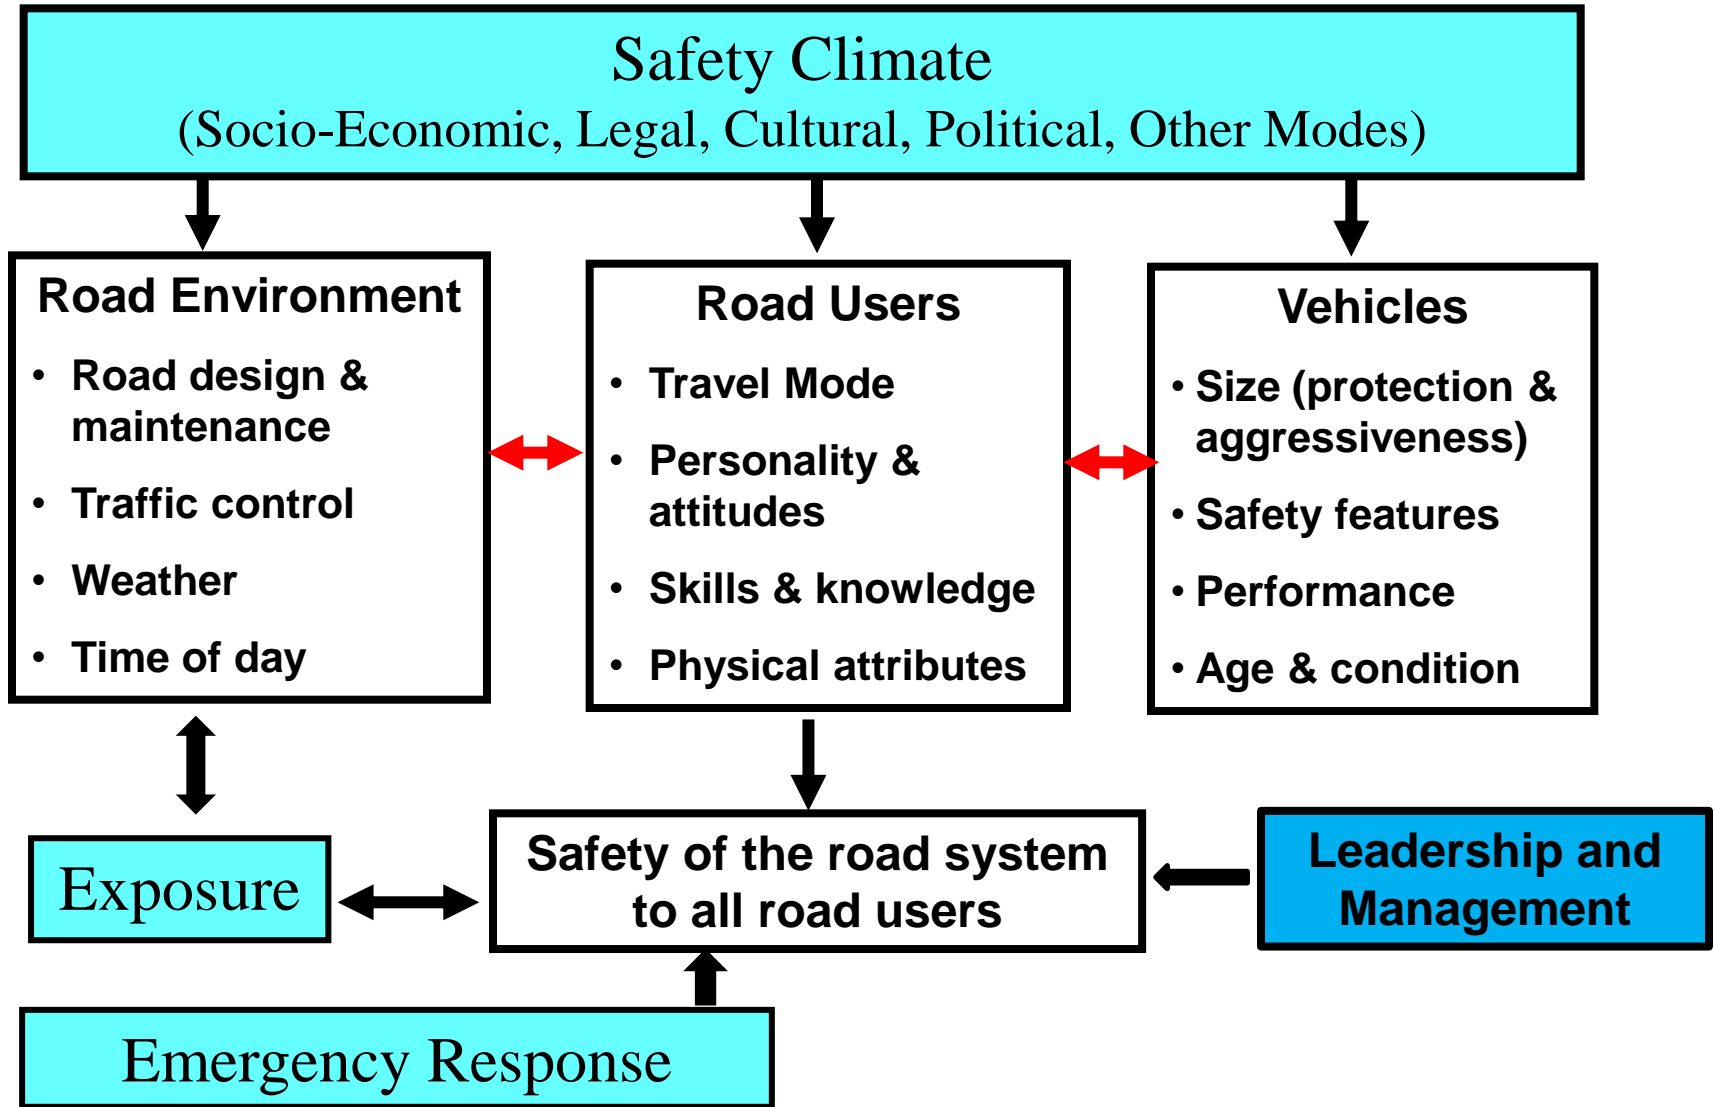 Safety Climate
(Socio-Economic, Legal, Cultural, Political, Other Modes)
Road Environment
• Road design &
maintenance
• Traffic control
• Weather
• Time of day
Road Users
• Travel Mode
• Personality &
attitudes
• Skills & knowledge
• Physical attributes
Vehicles
• Size (protection &
aggressiveness)
• Safety features
• Performance
• Age & condition
Exposure
Safety of the road system
to all road users
Leadership and
Management
Emergency Response